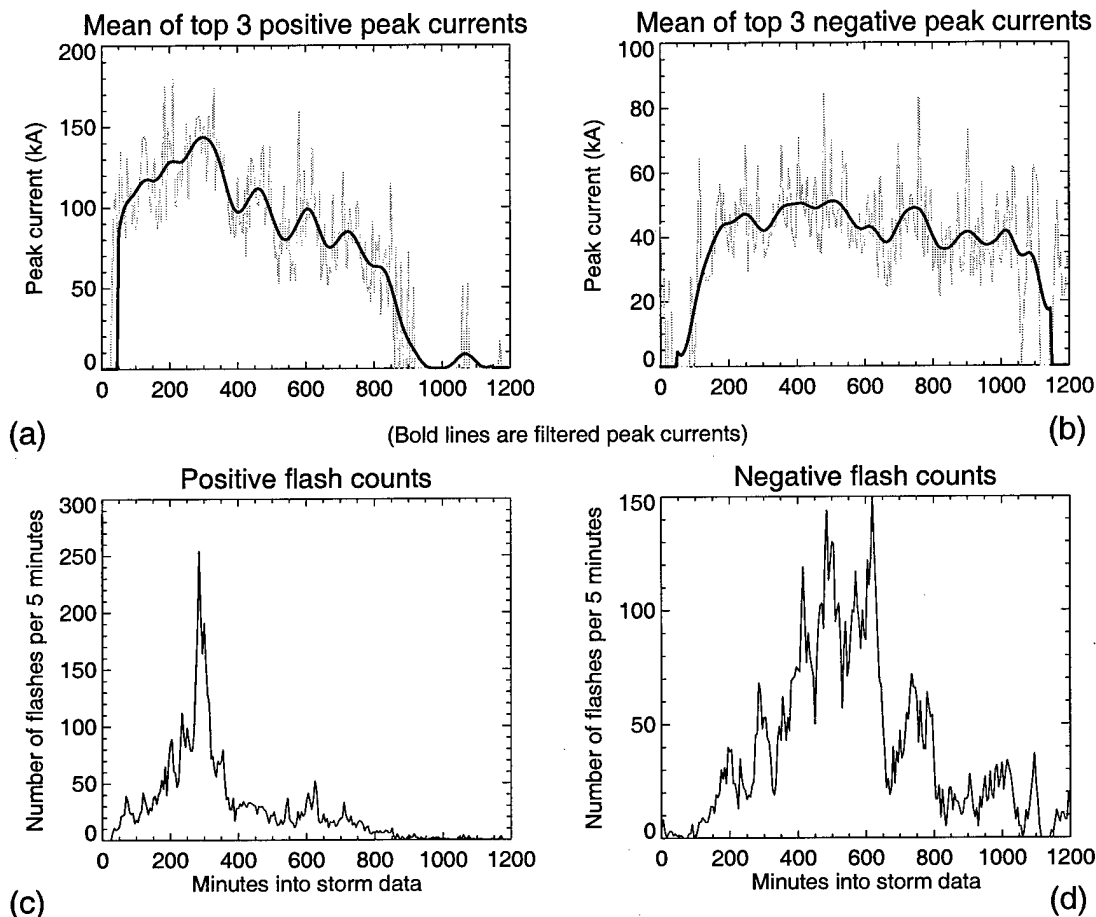 Mean of top 3 positive peak currents
200
150
100
50
0
Peak current (kA)
0 200 400 600 800 1000 1200
(a)
Mean of top 3 negative peak currents
100
80
60
40
20
0
Peak current (kA)
0 200 400 600 800 1000 1200
(b)
(Bold lines are filtered peak currents)
Positive flash counts
300
250
200
150
100
50
0
Number of flashes per 5 minutes
0 200 400 600 800 1000 1200
Minutes into storm data
(c)
Negative flash counts
150
100
50
0
Number of flashes per 5 minutes
0 200 400 600 800 1000 1200
Minutes into storm data
(d)